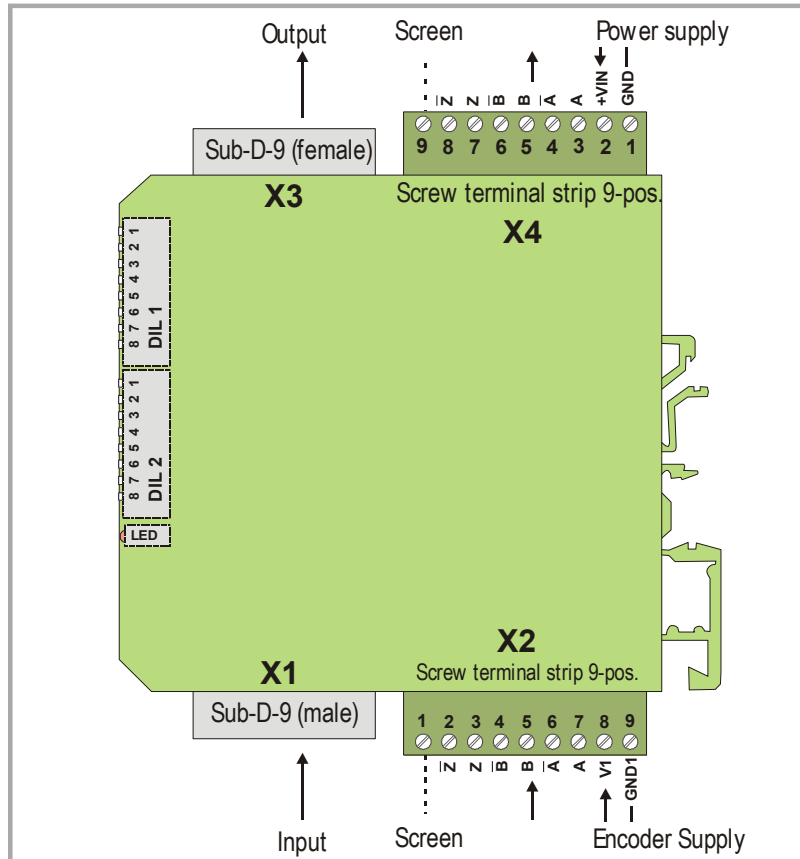 Output Screen Power supply
Z̅ Z B̅ B A̅ A +VIN GND
9 8 7 6 5 4 3 2 1
Sub-D-9 (female)
X3
Screw terminal strip 9-pos.
X4
1 2 3 4 5 6 7 8
DIL 1
1 2 3 4 5 6 7 8
DIL 2
LED
X2
Screw terminal strip 9-pos.
X1
Sub-D-9 (male)
1 2 3 4 5 6 7 8 9
Z̅ Z B̅ B A̅ A V1 GND1
Input Screen Encoder Supply